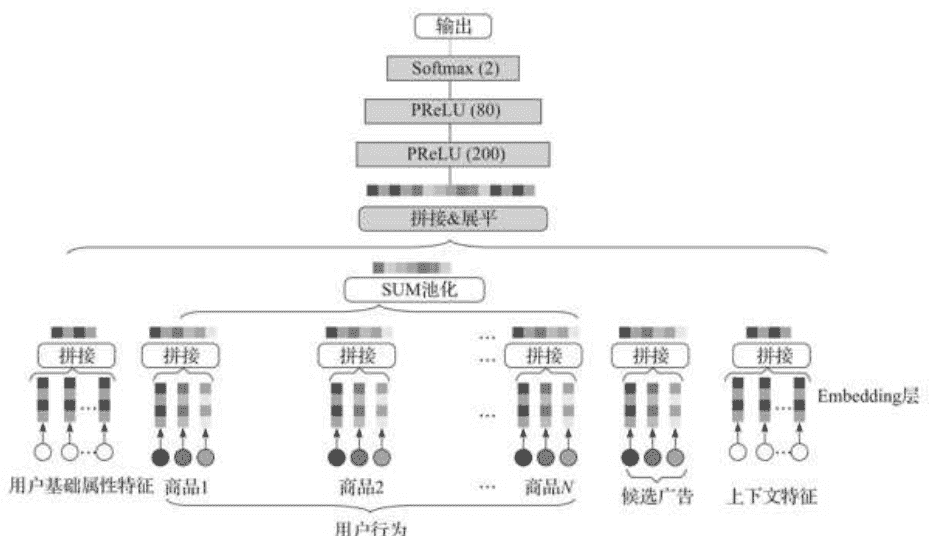 输出
Softmax (2)
PReLU (80)
PReLU (200)
拼接&展平
SUM池化
...
拼接 拼接 拼接 ... 拼接 拼接 拼接
... ... ... Embedding层
... ...
用户基础属性特征 商品1 商品2 ... 商品N 候选广告 上下文特征
用户行为